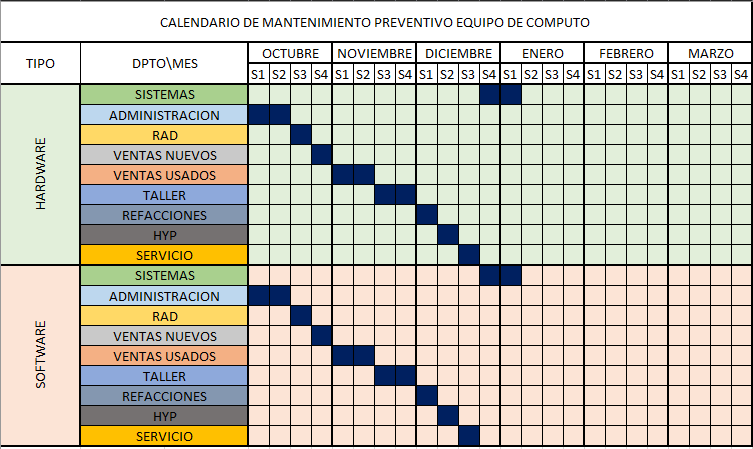 CALENDARIO DE MANTENIMIENTO PREVENTIVO EQUIPO DE COMPUTO
TIPO DPTO\MES OCTUBRE NOVIEMBRE DICIEMBRE ENERO FEBRERO MARZO
S1 S2 S3 S4 S1 S2 S3 S4 S1 S2 S3 S4 S1 S2 S3 S4 S1 S2 S3 S4 S1 S2 S3 S4
HARDWARE
SISTEMAS
ADMINISTRACION
RAD
VENTAS NUEVOS
VENTAS USADOS
TALLER
REFACCIONES
HYP
SERVICIO
SOFTWARE
SISTEMAS
ADMINISTRACION
RAD
VENTAS NUEVOS
VENTAS USADOS
TALLER
REFACCIONES
HYP
SERVICIO